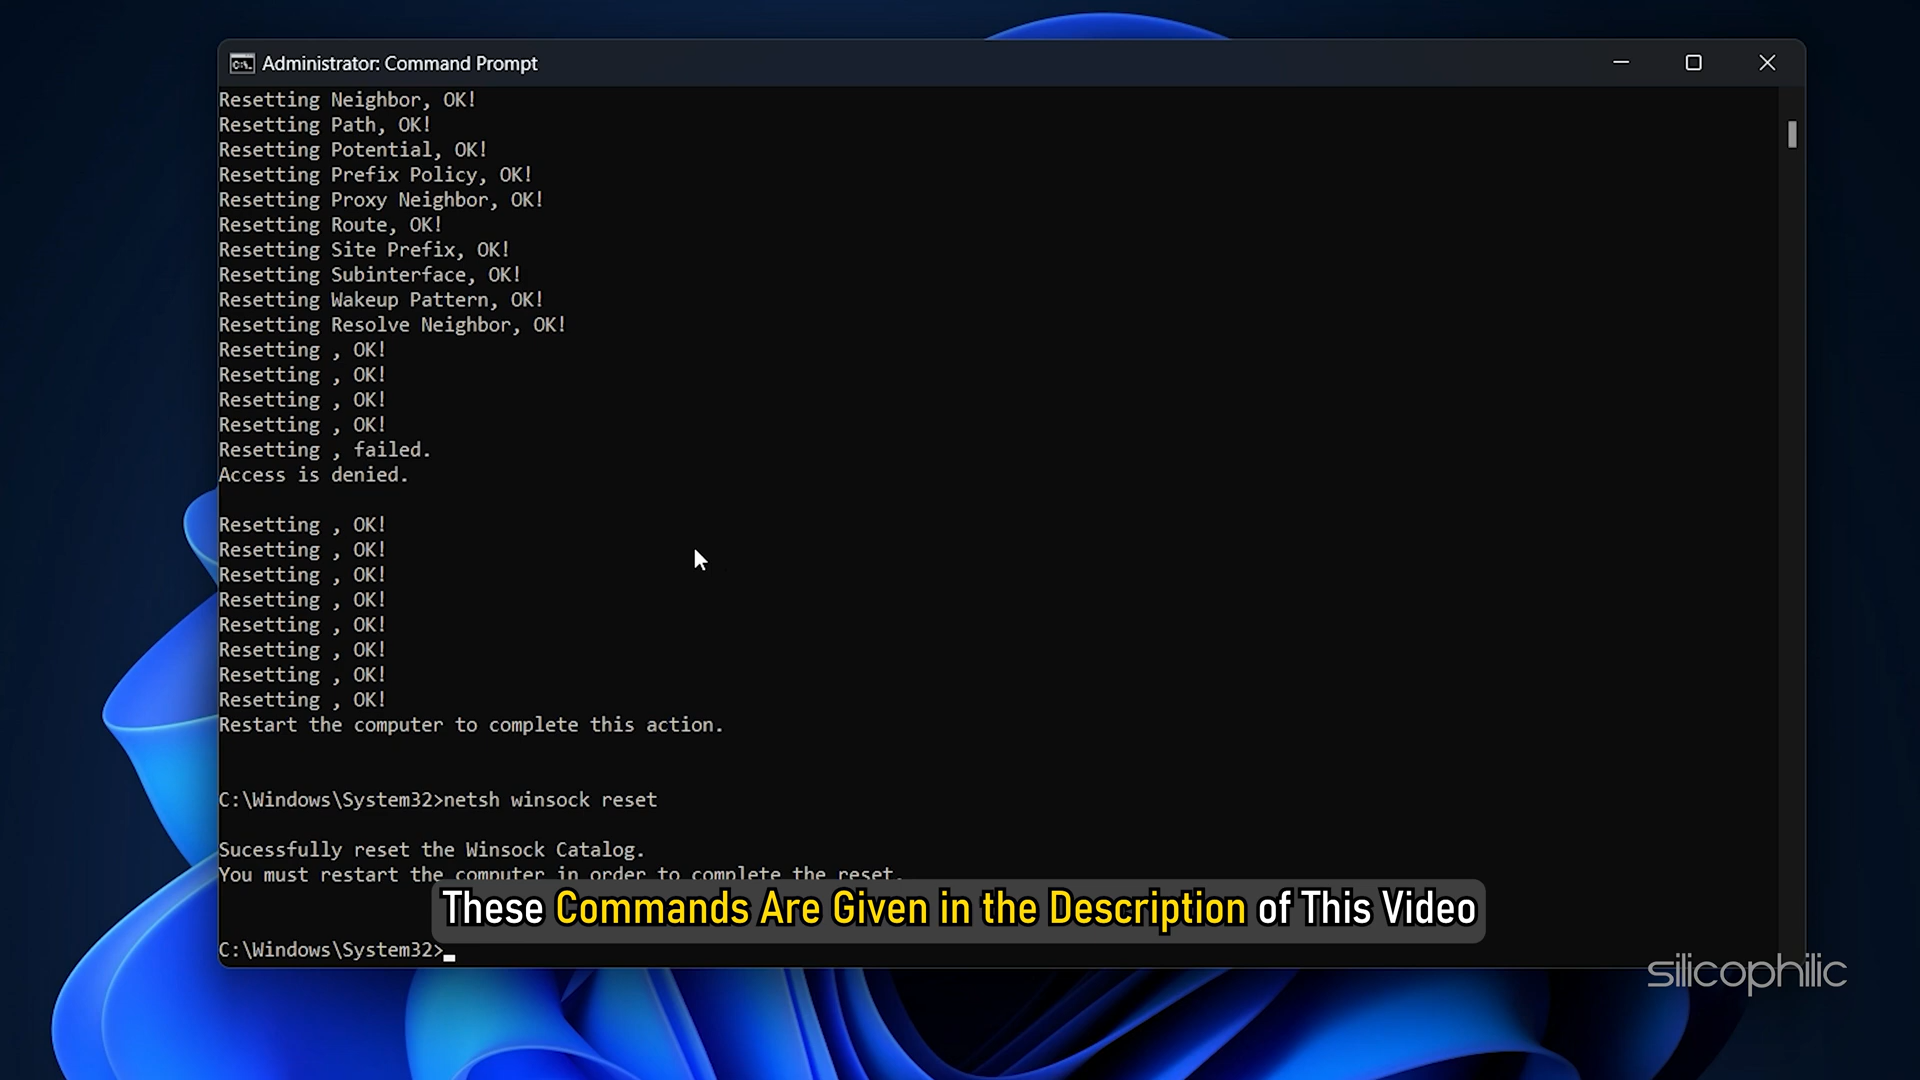 Administrator: Command Prompt
Resetting Neighbor, OK!
Resetting Path, OK!
Resetting Potential, OK!
Resetting Prefix Policy, OK!
Resetting Proxy Neighbor, OK!
Resetting Route, OK!
Resetting Site Prefix, OK!
Resetting Subinterface, OK!
Resetting Wakeup Pattern, OK!
Resetting Resolve Neighbor, OK!
Resetting , OK!
Resetting , OK!
Resetting , OK!
Resetting , OK!
Resetting , failed.
Access is denied.
Resetting , OK!
Resetting , OK!
Resetting , OK!
Resetting , OK!
Resetting , OK!
Resetting , OK!
Resetting , OK!
Resetting , OK!
Restart the computer to complete this action.
C:\Windows\System32>netsh winsock reset
Sucessfully reset the Winsock Catalog.
You must restart the computer in order to complete the reset.
These Commands Are Given in the Description of This Video
C:\Windows\System32>
silicophilic